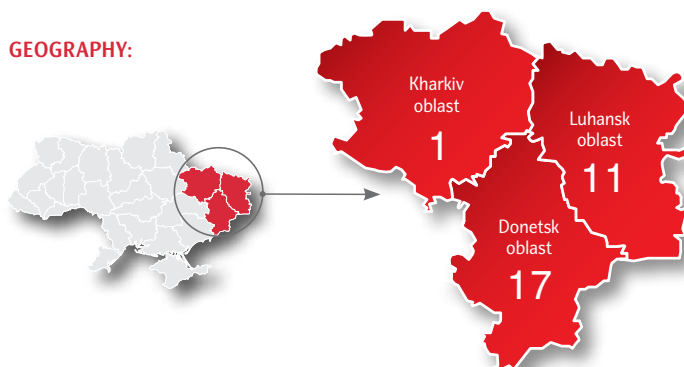 GEOGRAPHY:
Kharkiv
oblast
1
Luhansk
oblast
11
Donetsk
oblast
17